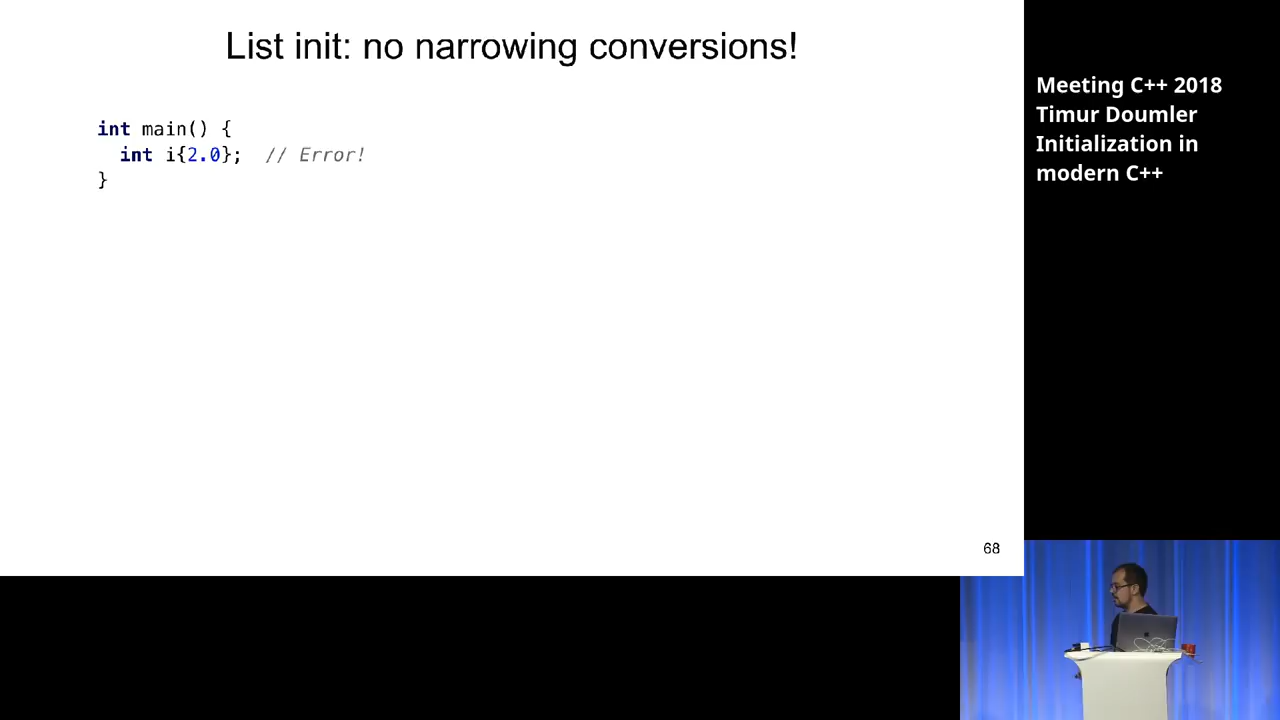 List init: no narrowing conversions!
int main() {
  int i{2.0};  // Error!
}
68
Meeting C++ 2018
Timur Doumler
Initialization in
modern C++